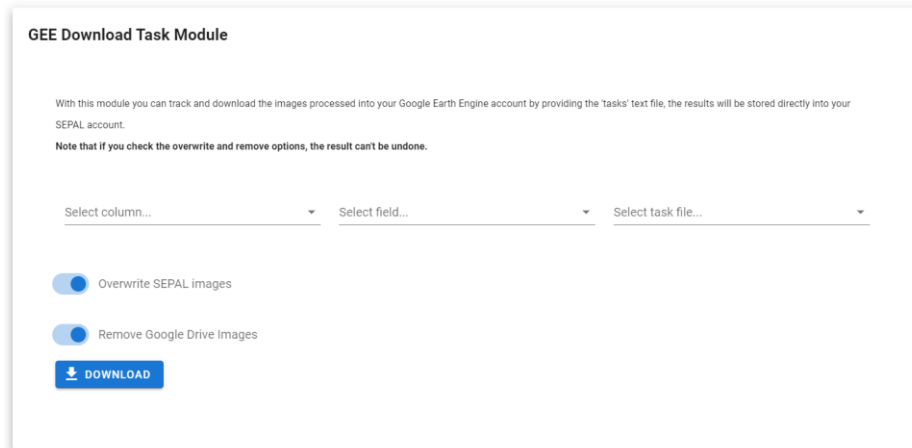 GEE Download Task Module
With this module you can track and download the images processed into your Google Earth Engine account by providing the 'tasks' text file, the results will be stored directly into your
SEPAL account.
Note that if you check the overwrite and remove options, the result can't be undone.
Select column... Select field... Select task file...
Overwrite SEPAL images
Remove Google Drive Images
DOWNLOAD